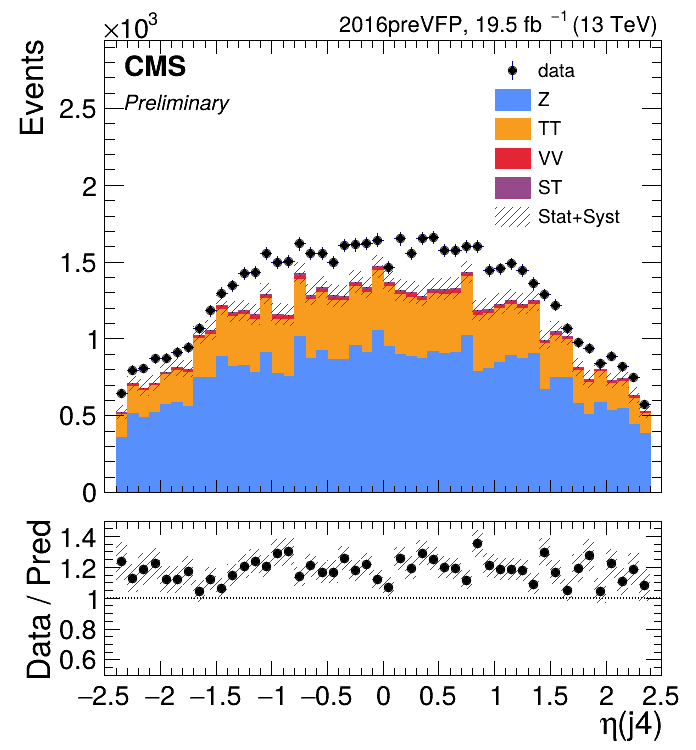 ×10³
2016preVFP, 19.5 fb ⁻¹ (13 TeV)
CMS
Preliminary
data
Z
TT
VV
ST
Stat+Syst
Events
2.5
2
1.5
1
0.5
0
Data / Pred
1.4
1.2
1
0.8
0.6
−2.5 −2 −1.5 −1 −0.5 0 0.5 1 1.5 2 2.5
η(j4)